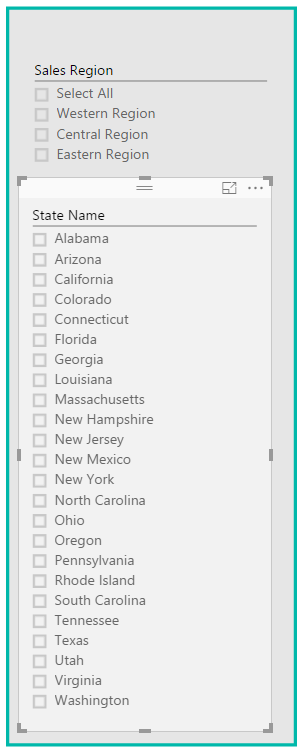 Sales Region
Select All
Western Region
Central Region
Eastern Region
State Name
Alabama
Arizona
California
Colorado
Connecticut
Florida
Georgia
Louisiana
Massachusetts
New Hampshire
New Jersey
New Mexico
New York
North Carolina
Ohio
Oregon
Pennsylvania
Rhode Island
South Carolina
Tennessee
Texas
Utah
Virginia
Washington